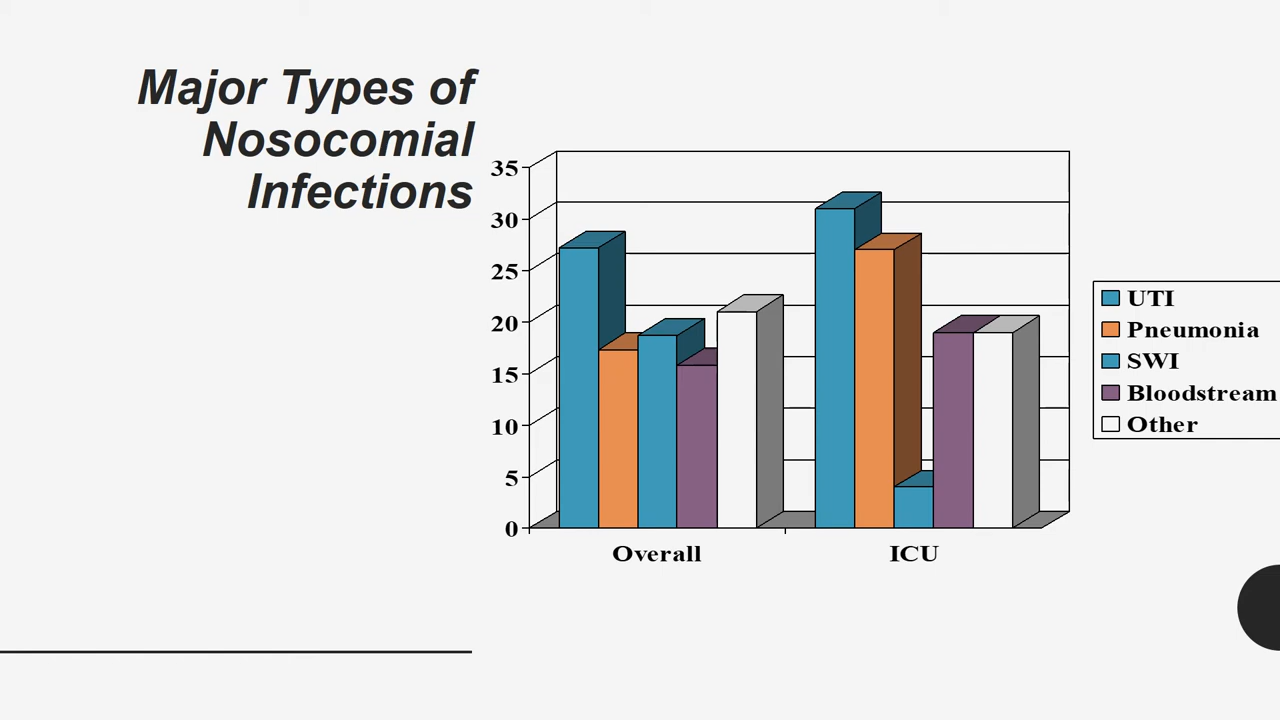 Major Types of
Nosocomial
Infections
35
30
25
20
15
10
5
0
Overall
ICU
UTI
Pneumonia
SWI
Bloodstream
Other